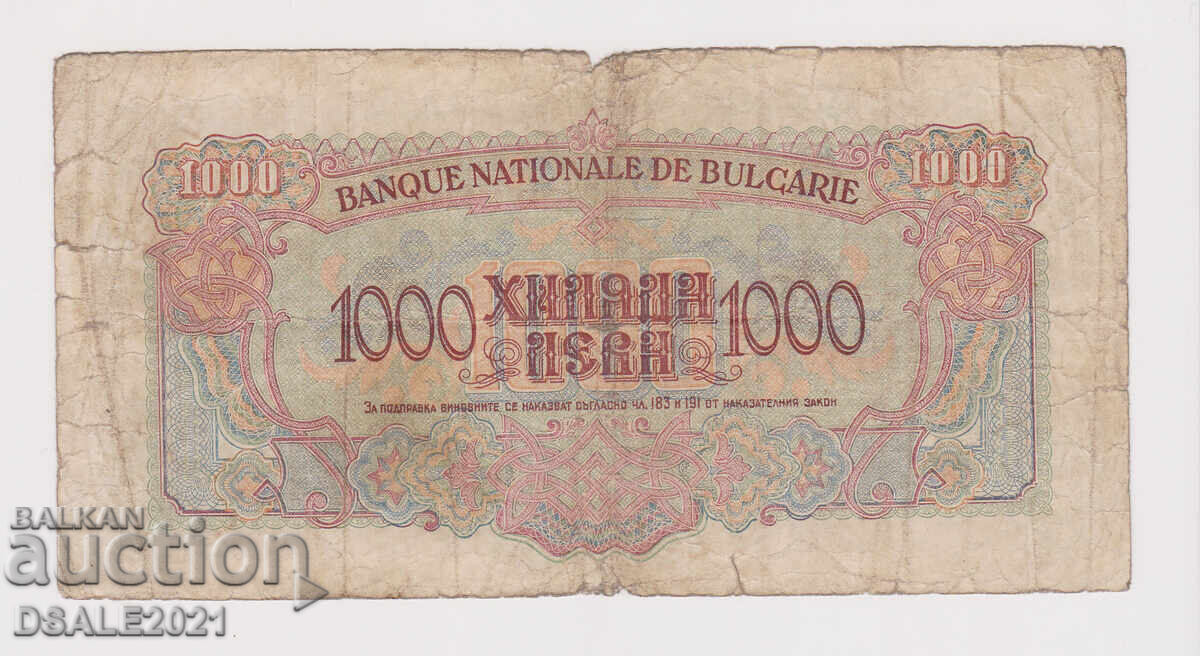 1000
1000
BANQUE NATIONALE DE BULGARIE
1000
ХИЛЯДИ
1000
1000
ЛЕВА
ЗА ПОДПРАВКА ВИНОВНИТЕ СЕ НАКАЗВАТ СЪГЛАСНО ЧЛ. 183 И 191 ОТ НАКАЗАТЕЛНИЯ ЗАКОН
BALKAN
auction
DSALE2021